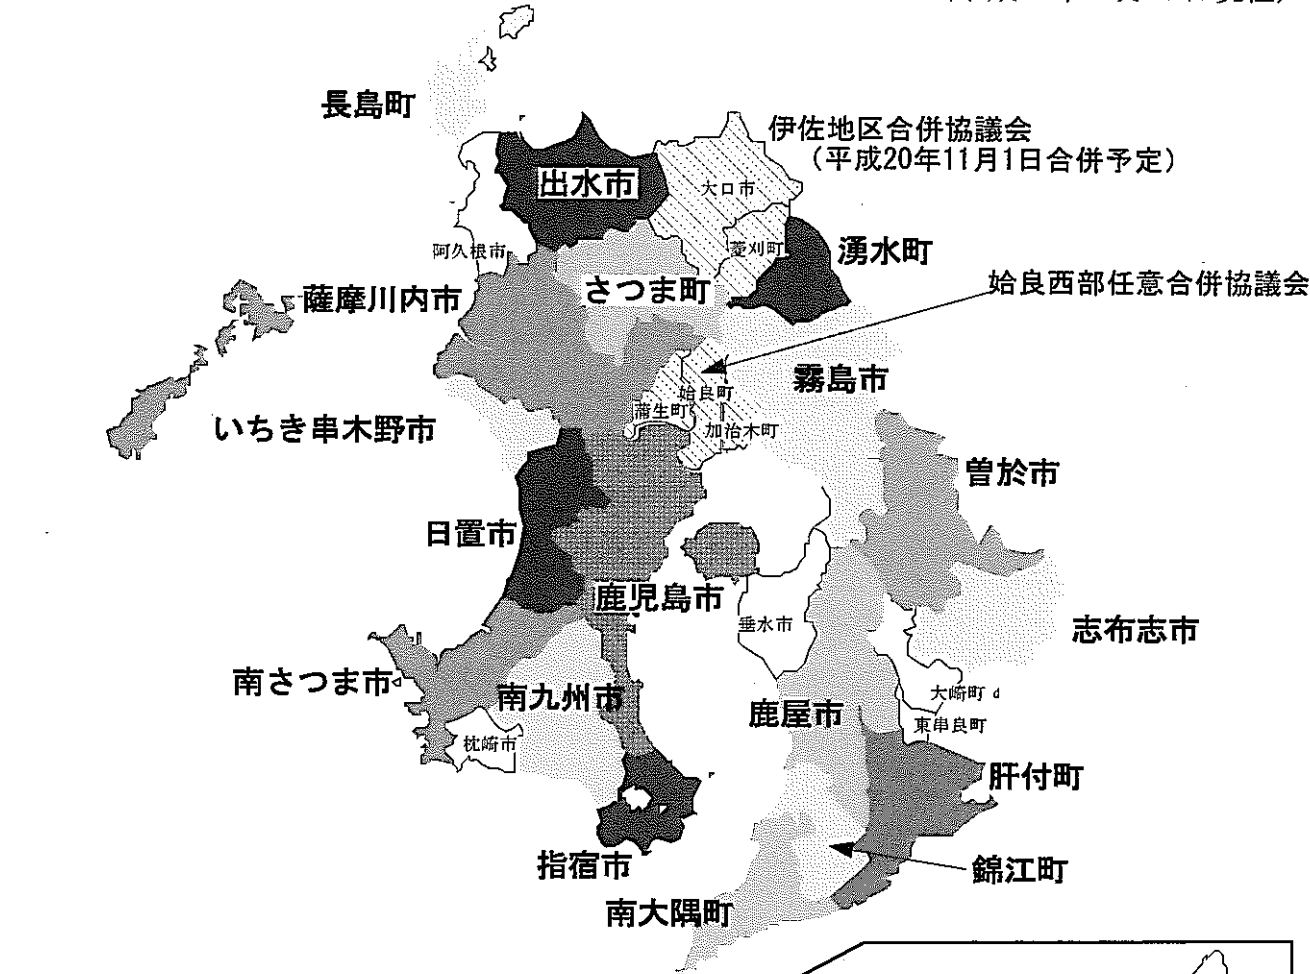 長島町
伊佐地区合併協議会
(平成20年11月1日合併予定)
出水市
大口市
阿久根市
菱刈町
湧水町
さつま町
姶良西部任意合併協議会
薩摩川内市
霧島市
姶良町
蒲生町
加治木町
いちき串木野市
曽於市
日置市
鹿児島市
垂水市
志布志市
南さつま市
南九州市
大崎町
鹿屋市
東串良町
枕崎市
肝付町
指宿市
錦江町
南大隅町